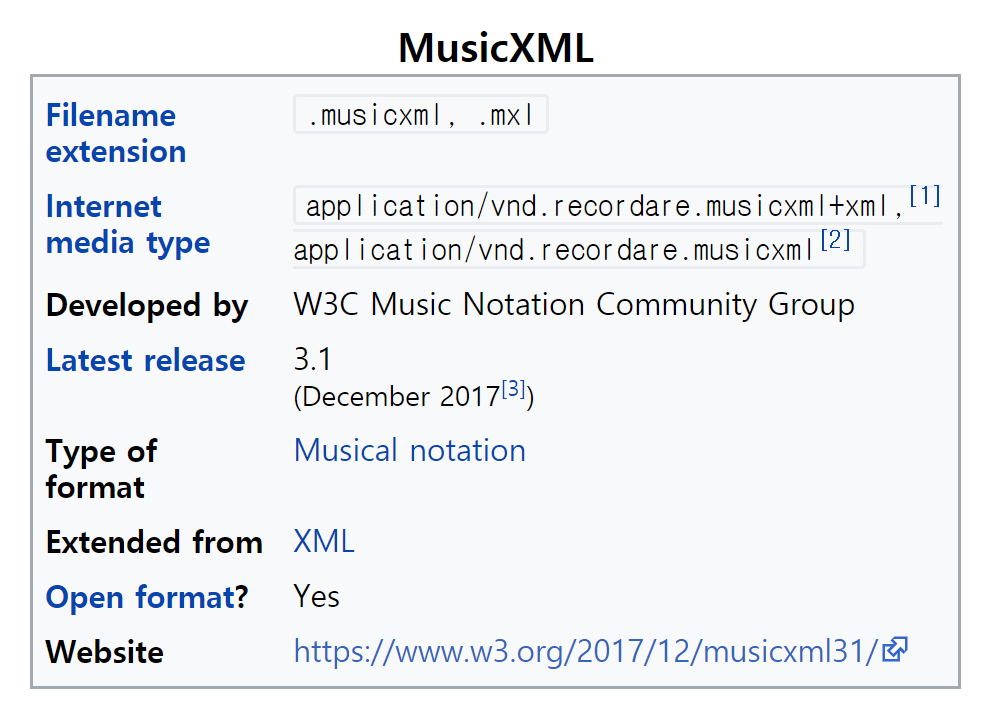 MusicXML
Filename extension
.musicxml, .mxl
Internet media type
application/vnd.recordare.musicxml+xml,[1]
application/vnd.recordare.musicxml[2]
Developed by
W3C Music Notation Community Group
Latest release
3.1
(December 2017[3])
Type of format
Musical notation
Extended from
XML
Open format?
Yes
Website
https://www.w3.org/2017/12/musicxml31/